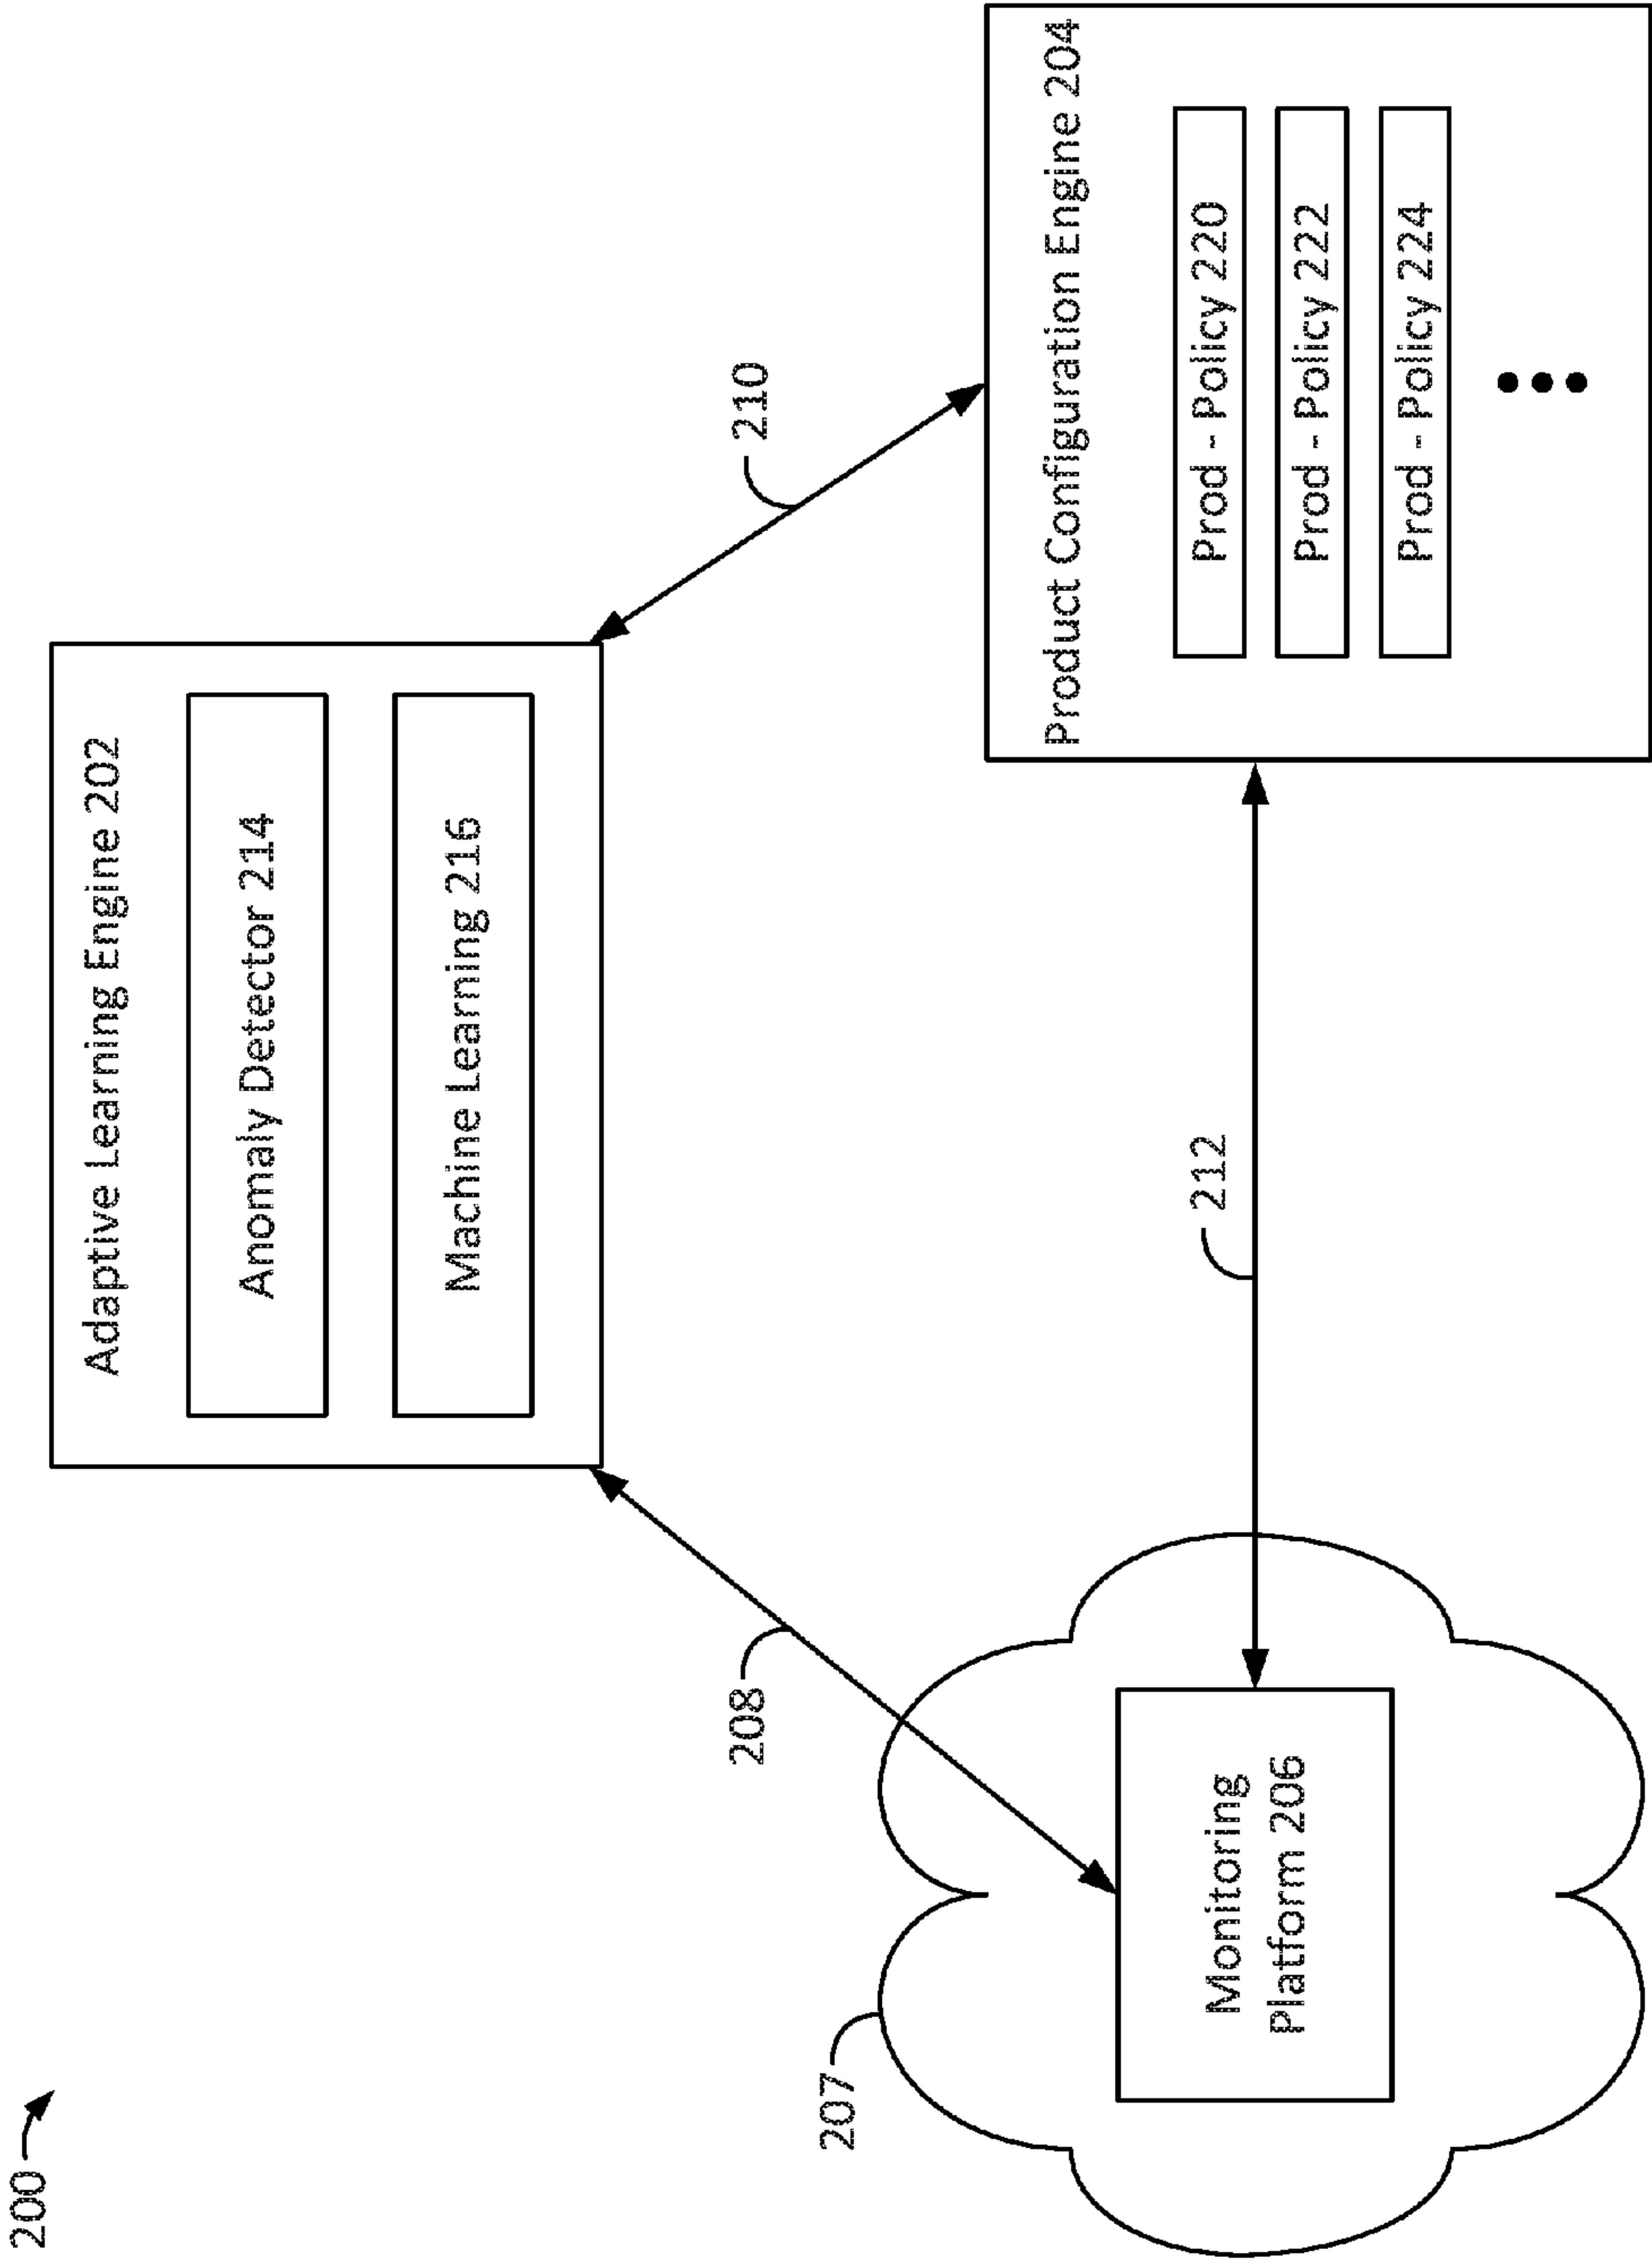 200
Adaptive Learning Engine 202
Anomaly Detector 214
Machine Learning 216
208
210
207
Monitoring
Platform 206
212
Product Configuration Engine 204
Prod - Policy 220
Prod - Policy 222
Prod - Policy 224